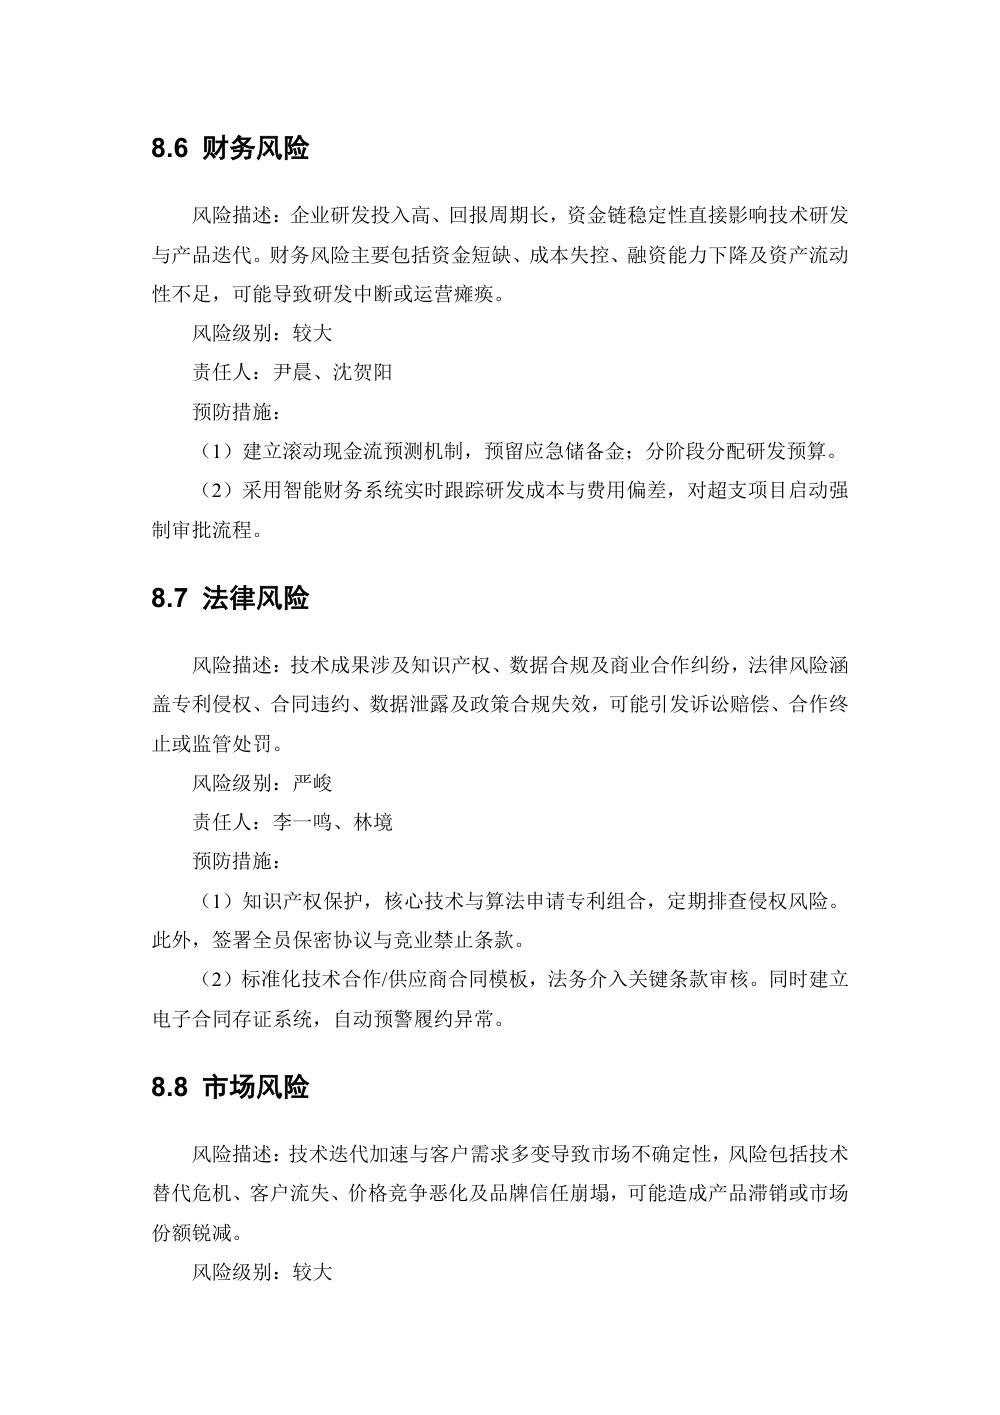 8.6 财务风险
风险描述：企业研发投入高、回报周期长，资金链稳定性直接影响技术研发
与产品迭代。财务风险主要包括资金短缺、成本失控、融资能力下降及资产流动
性不足，可能导致研发中断或运营瘫痪。
风险级别：较大
责任人：尹晨、沈贺阳
预防措施：
（1）建立滚动现金流预测机制，预留应急储备金；分阶段分配研发预算。
（2）采用智能财务系统实时跟踪研发成本与费用偏差，对超支项目启动强
制审批流程。
8.7 法律风险
风险描述：技术成果涉及知识产权、数据合规及商业合作纠纷，法律风险涵
盖专利侵权、合同违约、数据泄露及政策合规失效，可能引发诉讼赔偿、合作终
止或监管处罚。
风险级别：严峻
责任人：李一鸣、林境
预防措施：
（1）知识产权保护，核心技术与算法申请专利组合，定期排查侵权风险。
此外，签署全员保密协议与竞业禁止条款。
（2）标准化技术合作/供应商合同模板，法务介入关键条款审核。同时建立
电子合同存证系统，自动预警履约异常。
8.8 市场风险
风险描述：技术迭代加速与客户需求多变导致市场不确定性，风险包括技术
替代危机、客户流失、价格竞争恶化及品牌信任崩塌，可能造成产品滞销或市场
份额锐减。
风险级别：较大